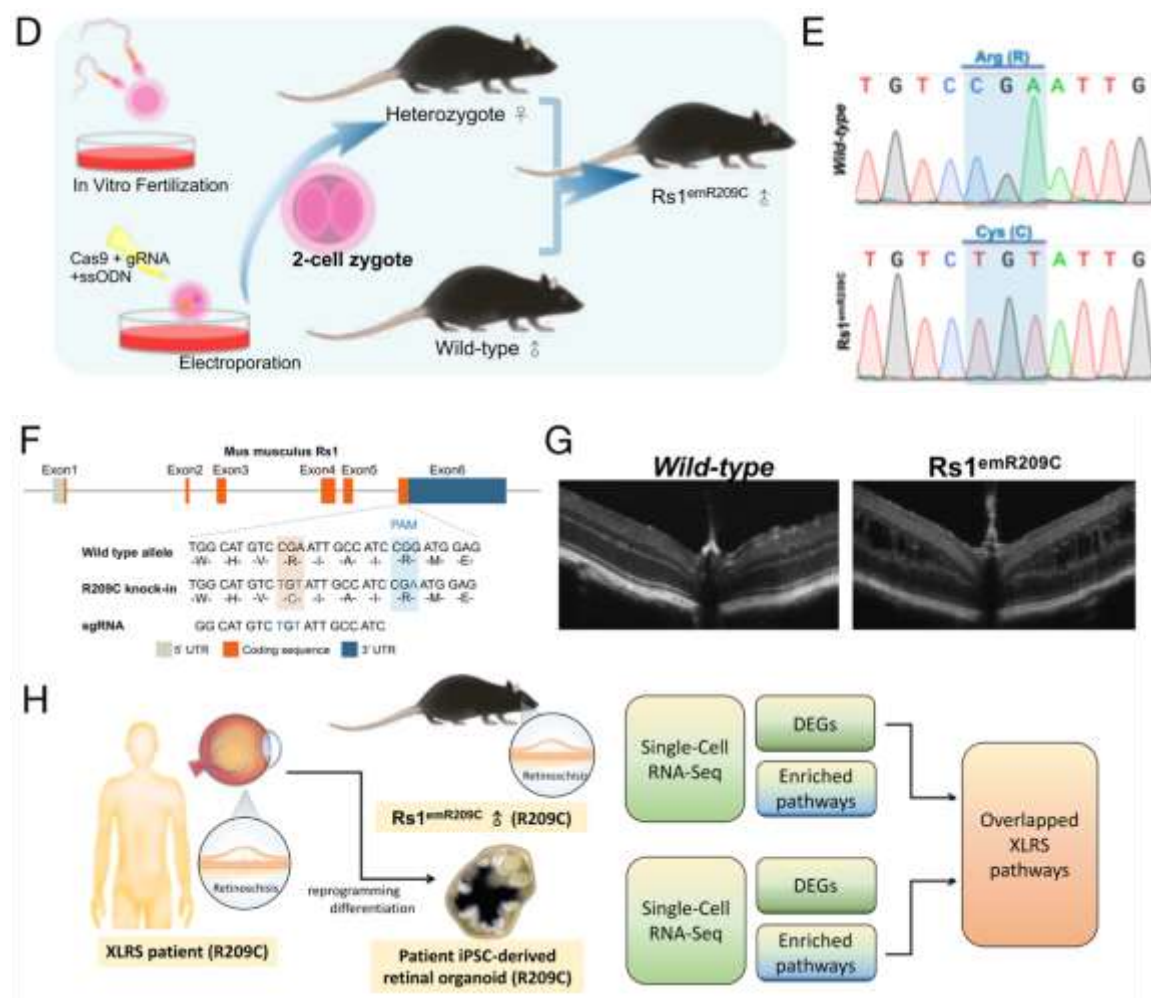 D
In Vitro Fertilization
Cas9 + gRNA
+ssODN
Electroporation
2-cell zygote
Heterozygote ♀
Wild-type ♂
Rs1emR209C ♂
E
Arg (R)
T G T C C G A A T T G
Wild-type
Cys (C)
T G T C T G T A T T G
Rs1emR209C
F
Mus musculus Rs1
Exon1 Exon2 Exon3 Exon4 Exon5 Exon6
PAM
Wild type allele TGG CAT GTC CGA ATT GCC ATC CGG ATG GAG
-W- -H- -V- -R- -I- -A- -I- -R- -M- -E-
R209C knock-in TGG CAT GTC TGT ATT GCC ATC CGA ATG GAG
-W- -H- -V- -C- -I- -A- -I- -R- -M- -E-
sgRNA GG CAT GTC TGT ATT GCC ATC
5' UTR Coding sequence 3' UTR
G
Wild-type Rs1emR209C
H
Retinoschisis
XLRS patient (R209C)
reprogramming
differentiation
Retinoschisis
Rs1emR209C ♂ (R209C)
Patient iPSC-derived
retinal organoid (R209C)
Single-Cell
RNA-Seq
DEGs
Enriched
pathways
Single-Cell
RNA-Seq
DEGs
Enriched
pathways
Overlapped
XLRS
pathways